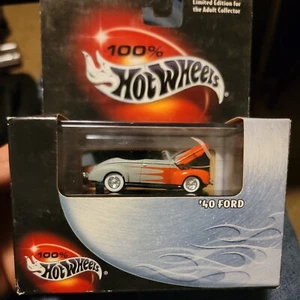 Limited Edition for
the Adult Collector
100%
HOT WHEELS
'40 FORD
100%
HOT WHEELS